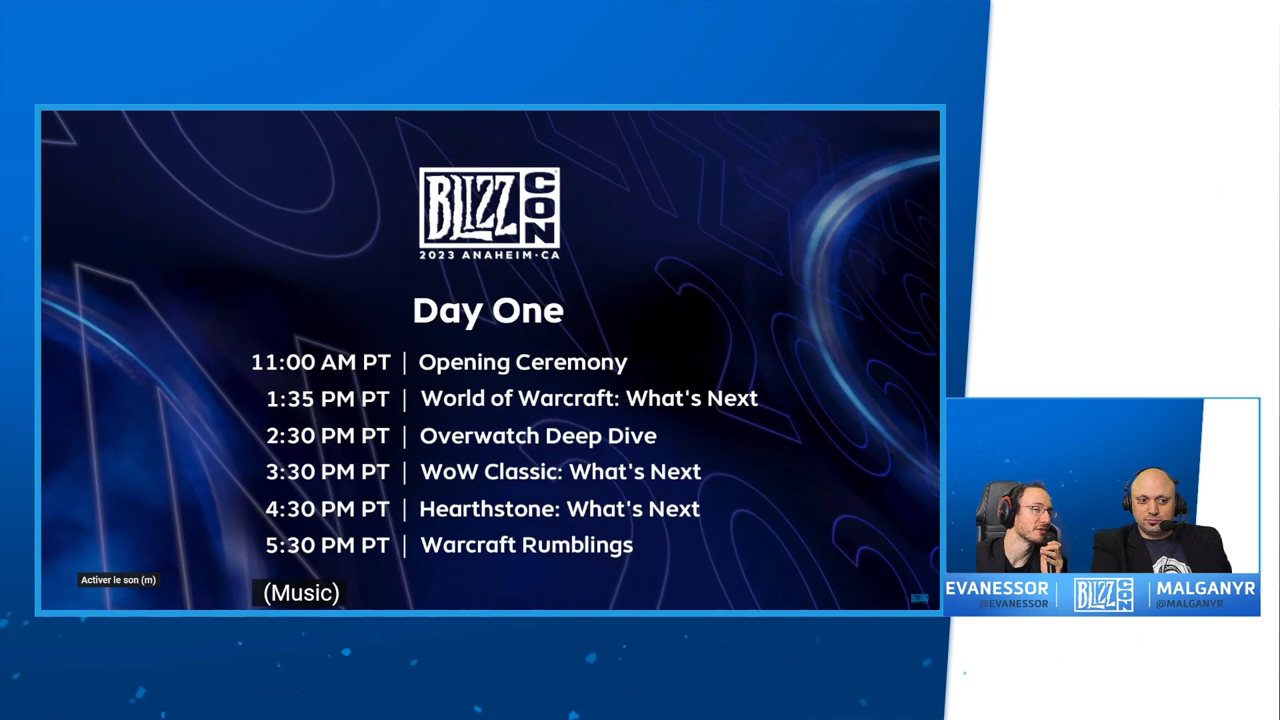 BLIZZ CON
2023 ANAHEIM·CA
Day One
11:00 AM PT | Opening Ceremony
1:35 PM PT | World of Warcraft: What's Next
2:30 PM PT | Overwatch Deep Dive
3:30 PM PT | WoW Classic: What's Next
4:30 PM PT | Hearthstone: What's Next
5:30 PM PT | Warcraft Rumblings
Activer le son (m)
(Music)
EVANESSOR
@EVANESSOR
BLIZZ CON
MALGANYR
@MALGANYR